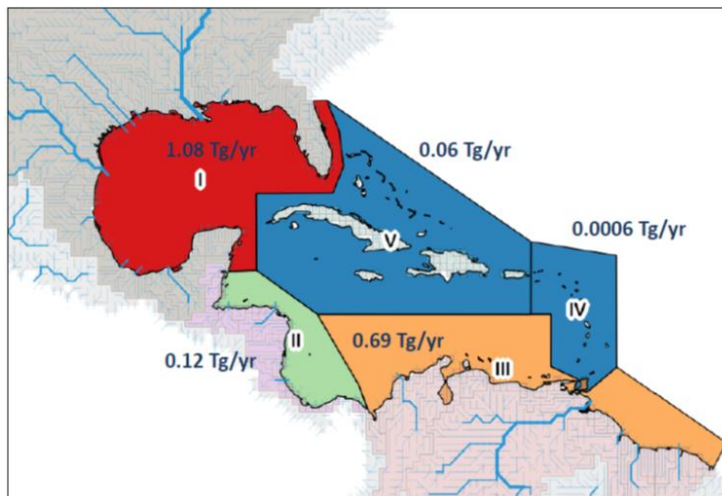 1.08 Tg/yr
I
0.06 Tg/yr
0.0006 Tg/yr
V
IV
II
0.69 Tg/yr
0.12 Tg/yr
III